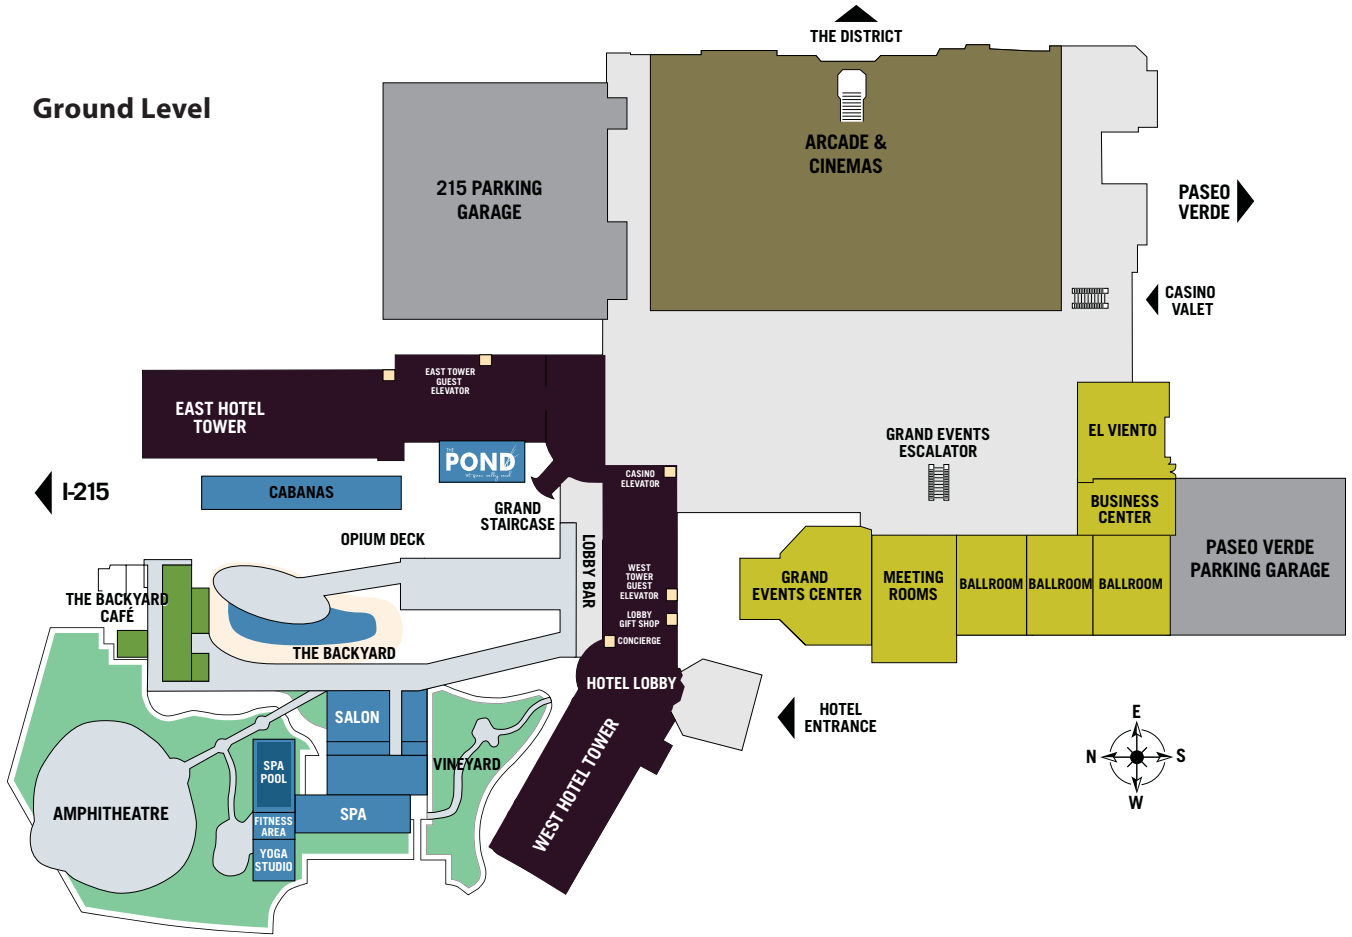 THE DISTRICT
Ground Level
ARCADE &
CINEMAS
215 PARKING
GARAGE
PASEO
VERDE
CASINO
VALET
EAST TOWER
GUEST
ELEVATOR
EAST HOTEL
TOWER
EL VIENTO
GRAND EVENTS
ESCALATOR
THE
POND
CASINO
ELEVATOR
I-215
CABANAS
GRAND
STAIRCASE
BUSINESS
CENTER
OPIUM DECK
LOBBY BAR
PASEO VERDE
PARKING GARAGE
WEST
TOWER
GUEST
ELEVATOR
GRAND
EVENTS CENTER
MEETING
ROOMS
BALLROOM
BALLROOM
BALLROOM
THE BACKYARD
CAFÉ
LOBBY
GIFT SHOP
CONCIERGE
THE BACKYARD
HOTEL LOBBY
SALON
HOTEL
ENTRANCE
E
N
S
W
WEST HOTEL TOWER
VINEYARD
SPA
POOL
AMPHITHEATRE
SPA
FITNESS
AREA
YOGA
STUDIO